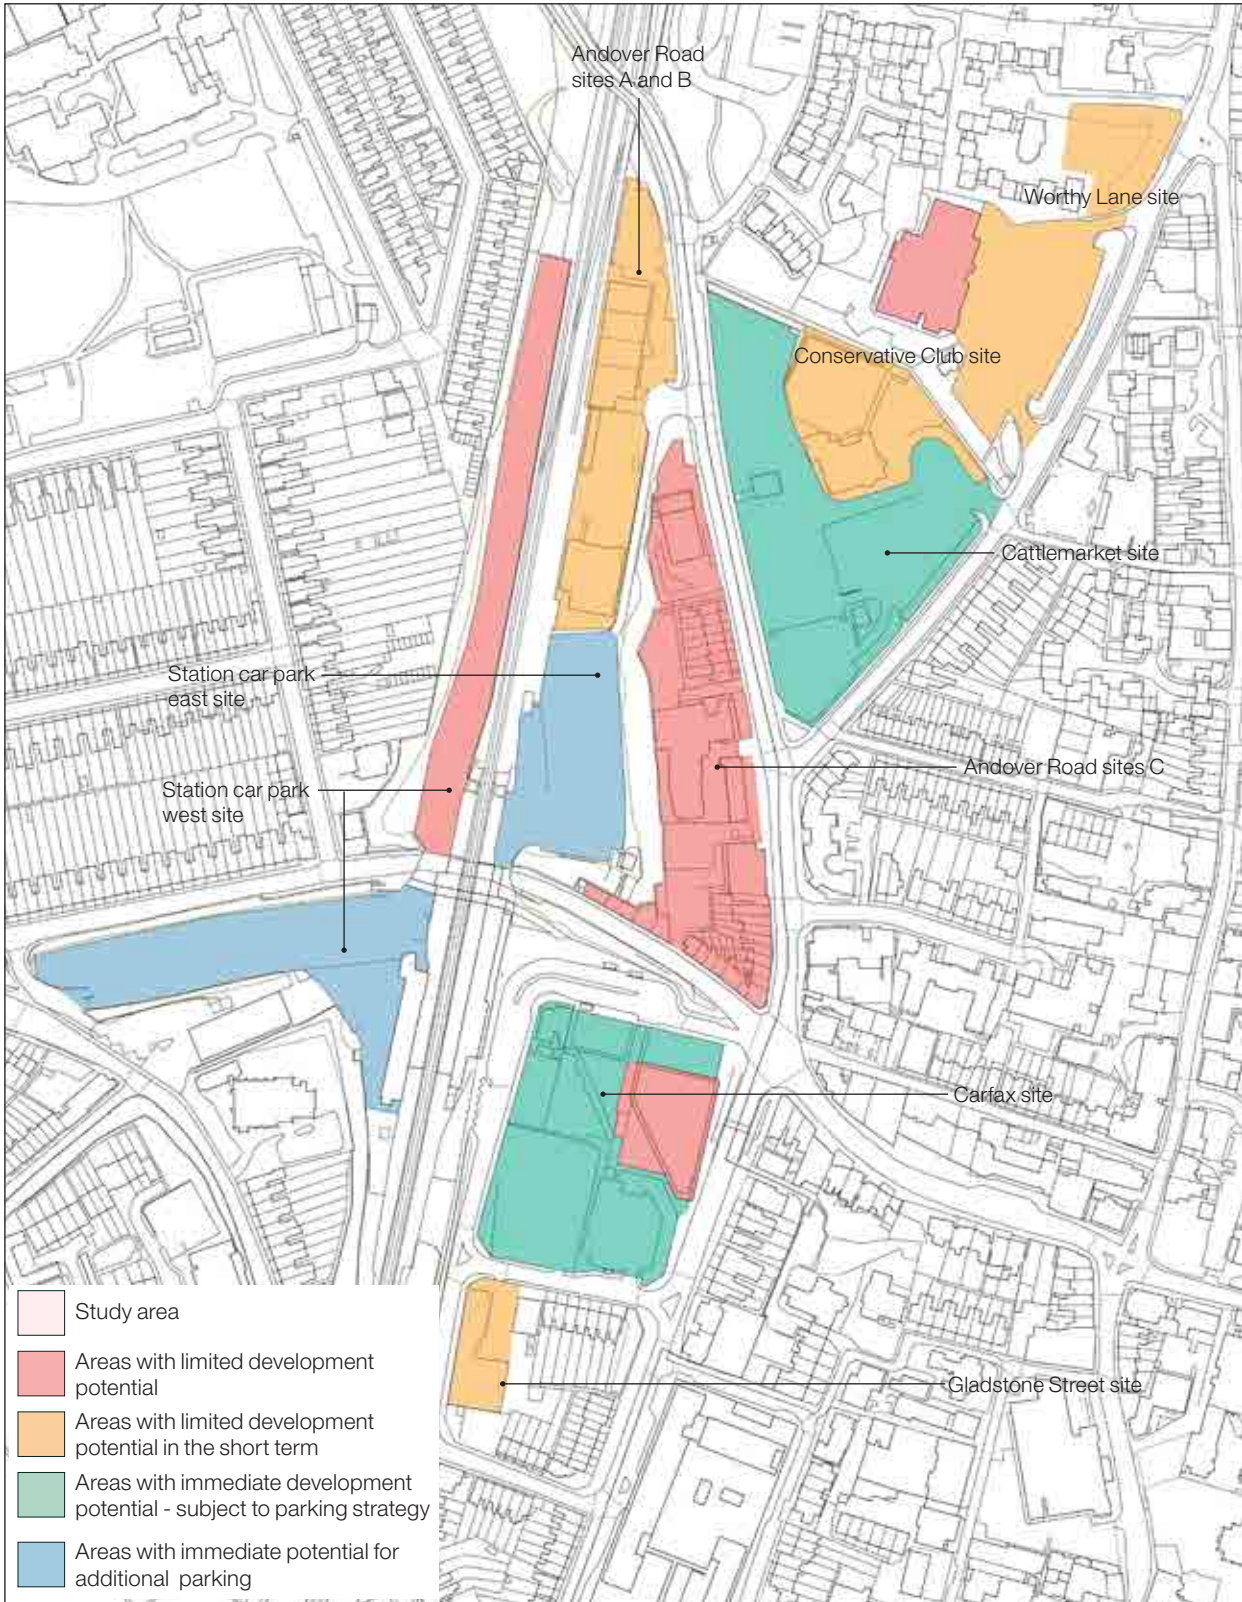 Andover Road
sites A and B
Worthy Lane site
Conservative Club site
Cattlemarket site
Station car park
east site
Andover Road sites C
Station car park
west site
Carfax site
Gladstone Street site
Study area
Areas with limited development
potential
Areas with limited development
potential in the short term
Areas with immediate development
potential - subject to parking strategy
Areas with immediate potential for
additional parking